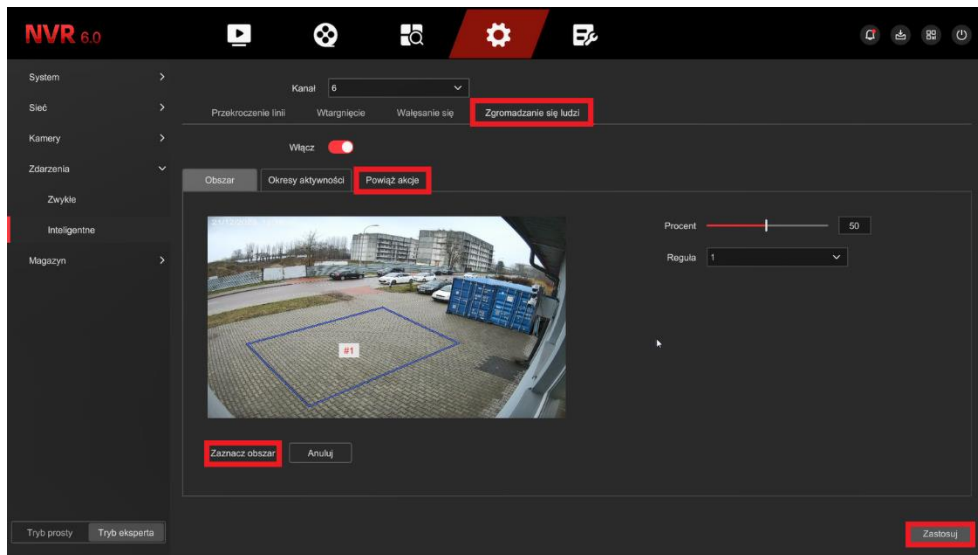 NVR 6.0
System
Sieć
Kamery
Zdarzenia
Zwykłe
Inteligentne
Magazyn
Tryb prosty Tryb eksperta
Kanał 6
Przekroczenie linii Wtargnięcie Wałęsanie się Zgromadzanie się ludzi
Włącz
Obszar Okresy aktywności Powiąż akcje
#1
Procent 50
Reguła 1
Zaznacz obszar Anuluj
Zastosuj